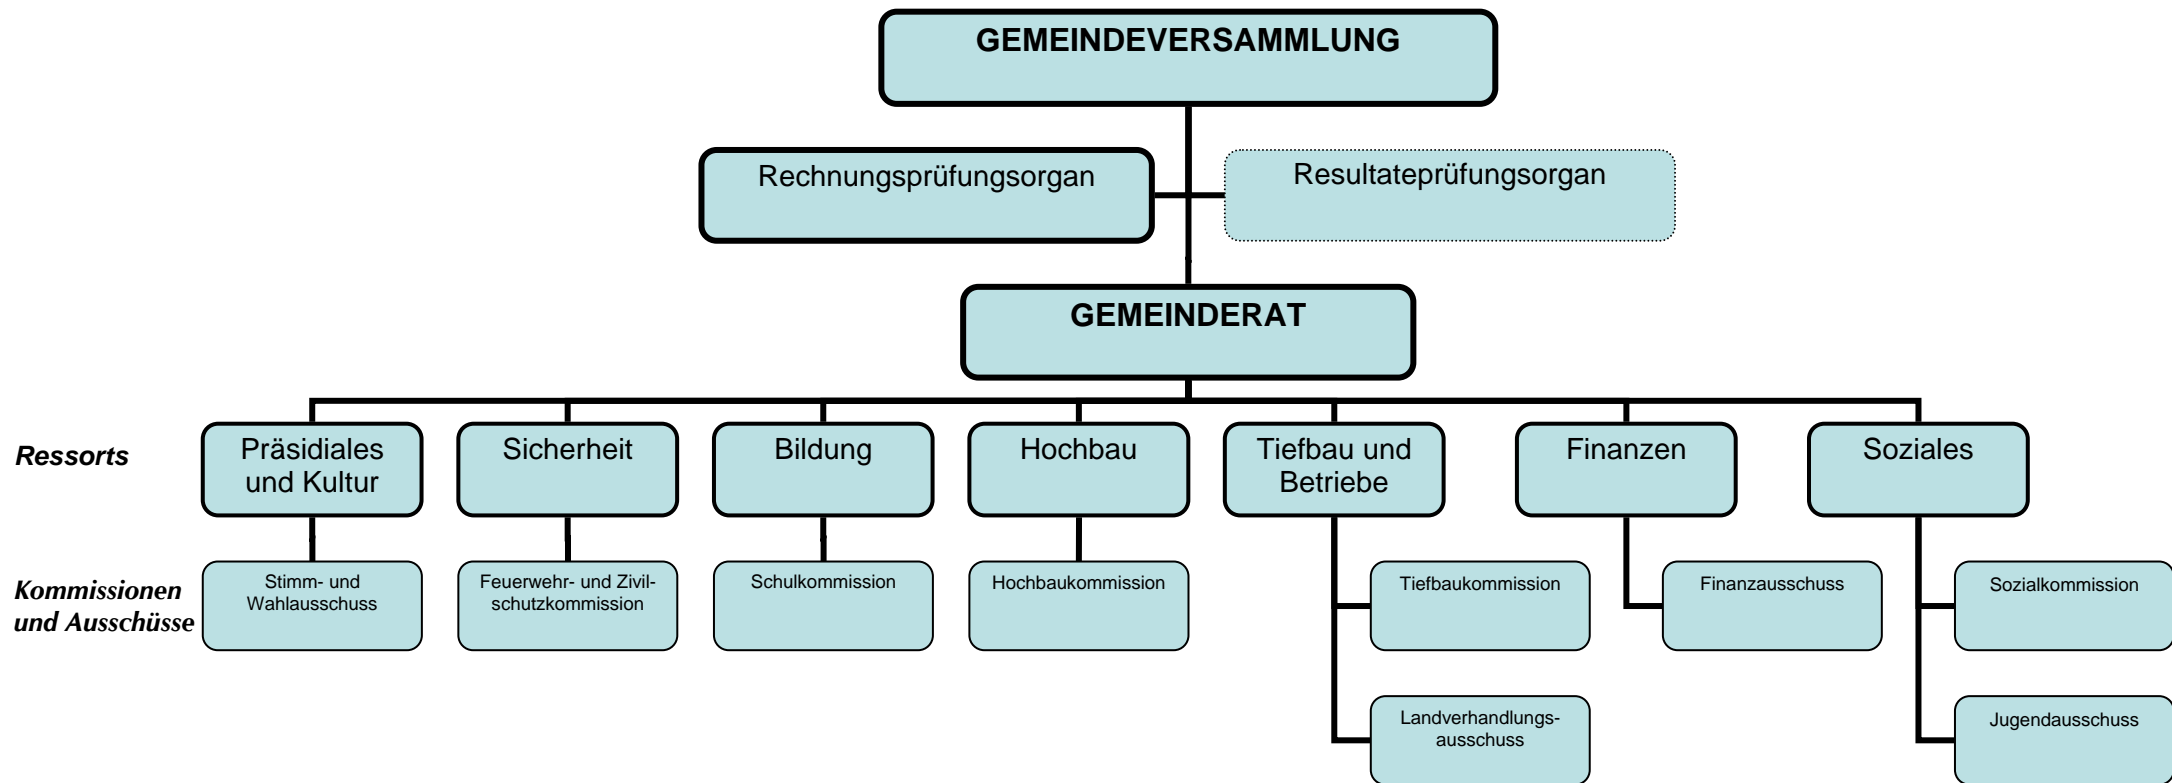 GEMEINDEVERSAMMLUNG
Rechnungsprüfungsorgan
Resultateprüfungsorgan
GEMEINDERAT
Ressorts
Präsidiales
und Kultur
Sicherheit
Bildung
Hochbau
Tiefbau und
Betriebe
Finanzen
Soziales
Kommissionen
und Ausschüsse
Stimm- und
Wahlausschuss
Feuerwehr- und Zivil-
schutzkommission
Schulkommission
Hochbaukommission
Tiefbaukommission
Finanzausschuss
Sozialkommission
Landverhandlungs-
ausschuss
Jugendausschuss